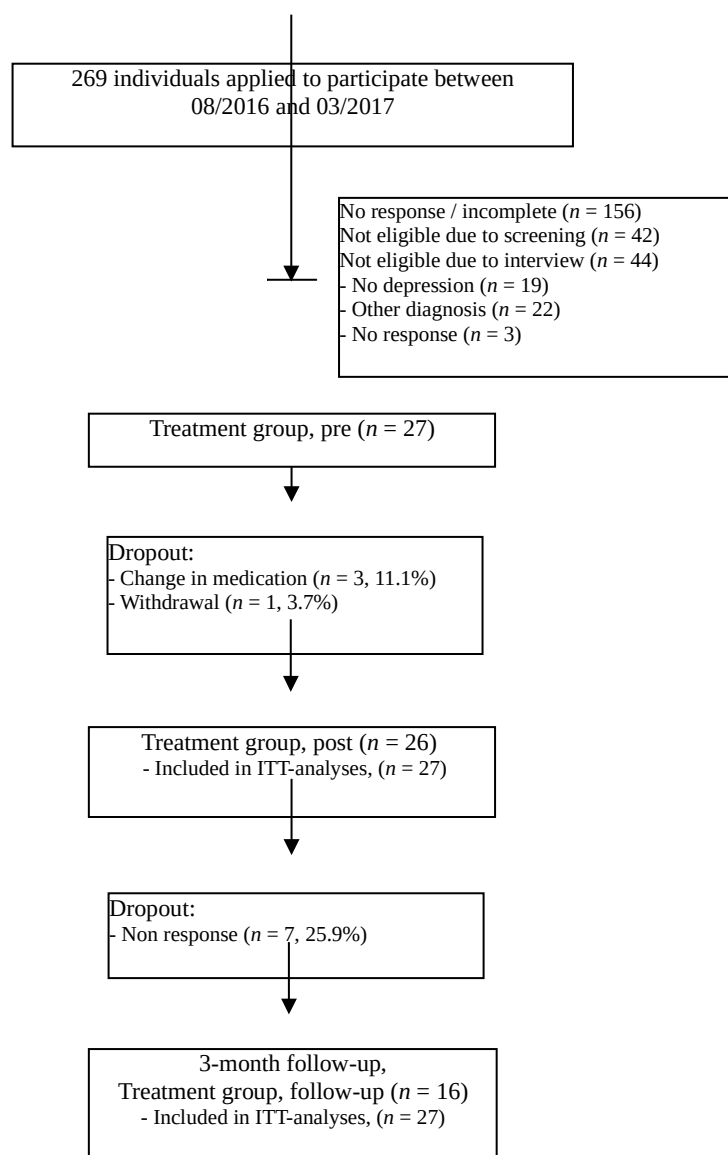 269 individuals applied to participate between
08/2016 and 03/2017
No response / incomplete (n = 156)
Not eligible due to screening (n = 42)
Not eligible due to interview (n = 44)
- No depression (n = 19)
- Other diagnosis (n = 22)
- No response (n = 3)
Treatment group, pre (n = 27)
Dropout:
- Change in medication (n = 3, 11.1%)
- Withdrawal (n = 1, 3.7%)
Treatment group, post (n = 26)
- Included in ITT-analyses, (n = 27)
Dropout:
- Non response (n = 7, 25.9%)
3-month follow-up,
Treatment group, follow-up (n = 16)
- Included in ITT-analyses, (n = 27)